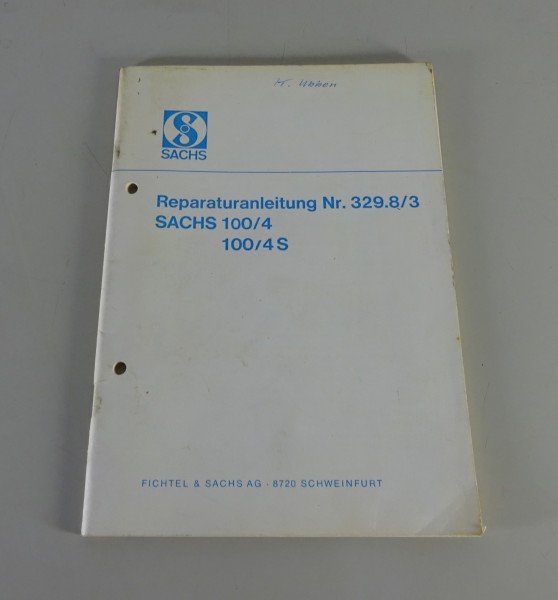 SACHS
Reparaturanleitung Nr. 329.8/3
SACHS 100/4
100/4 S
FICHTEL & SACHS AG - 8720 SCHWEINFURT